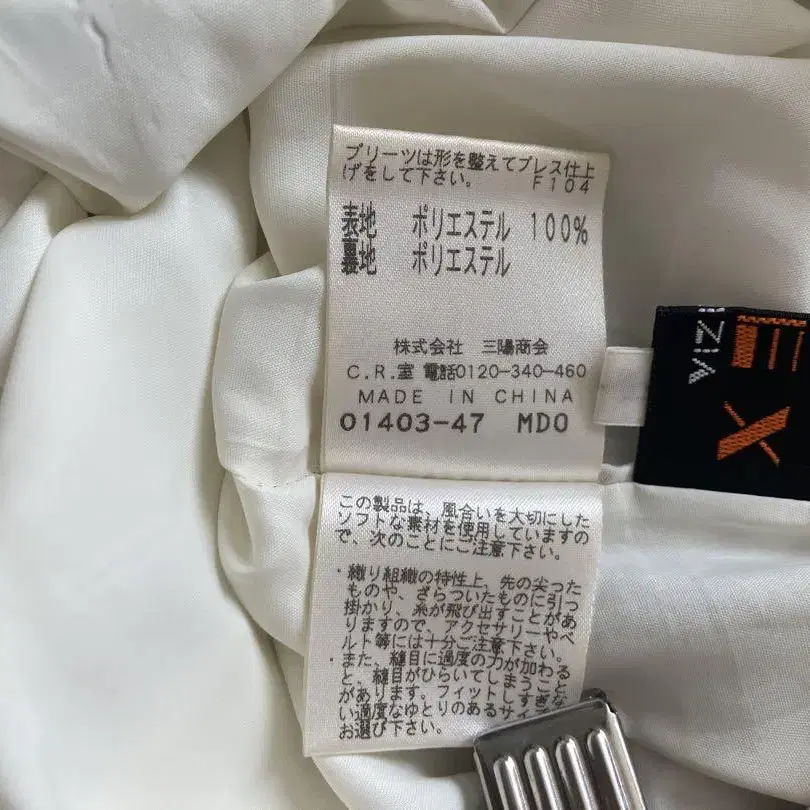 プリーツは形を整えてプレス仕上
げをして下さい。 F104
表地 ポリエステル 100%
裏地 ポリエステル
株式会社 三陽商会
C.R.室 電話0120-340-460
MADE IN CHINA
01403-47 MDO
この製品は、風合いを大切にした
ソフトな素材を使用していますの
で、次のことにご注意下さい。
・織り組織の特性上、先の尖った
ものや、ざらついたものに引っ
掛かり、糸が飛び出すことがあ
りますので、アクセサリーやベ
ルト等には十分ご注意下さい。
・また、縫目に過度の力が加わる
と、縫目がひらいてしまうこと
があります。フィットしすぎな
い適度なゆとりのあるサイ
お選び下さい。
EX